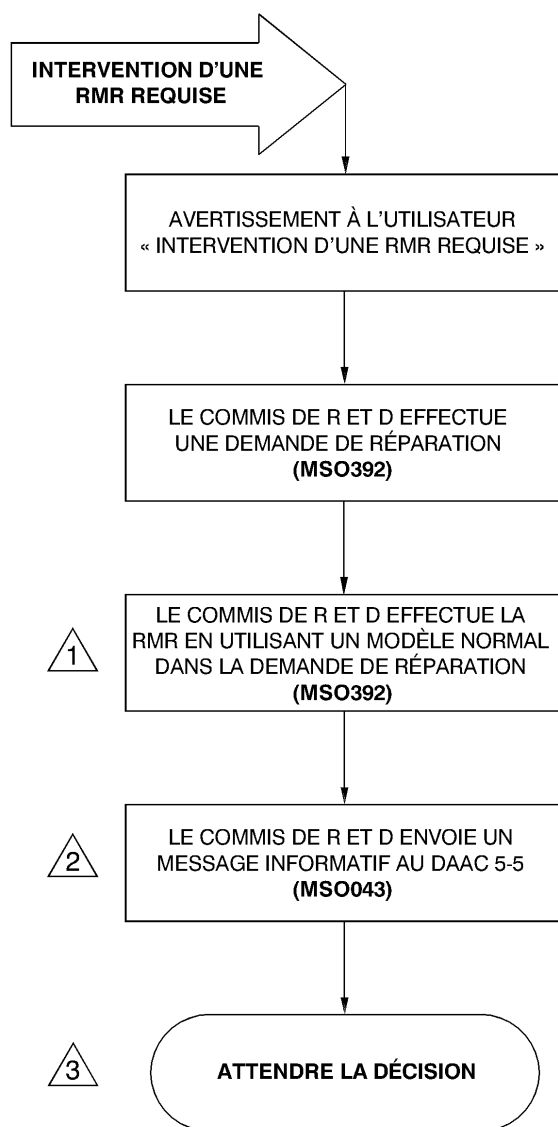 INTERVENTION D'UNE
RMR REQUISE
AVERTISSEMENT À L'UTILISATEUR
« INTERVENTION D'UNE RMR REQUISE »
LE COMMIS DE R ET D EFFECTUE
UNE DEMANDE DE RÉPARATION
(MSO392)
1
LE COMMIS DE R ET D EFFECTUE LA
RMR EN UTILISANT UN MODÈLE NORMAL
DANS LA DEMANDE DE RÉPARATION
(MSO392)
2
LE COMMIS DE R ET D ENVOIE UN
MESSAGE INFORMATIF AU DAAC 5-5
(MSO043)
3
ATTENDRE LA DÉCISION